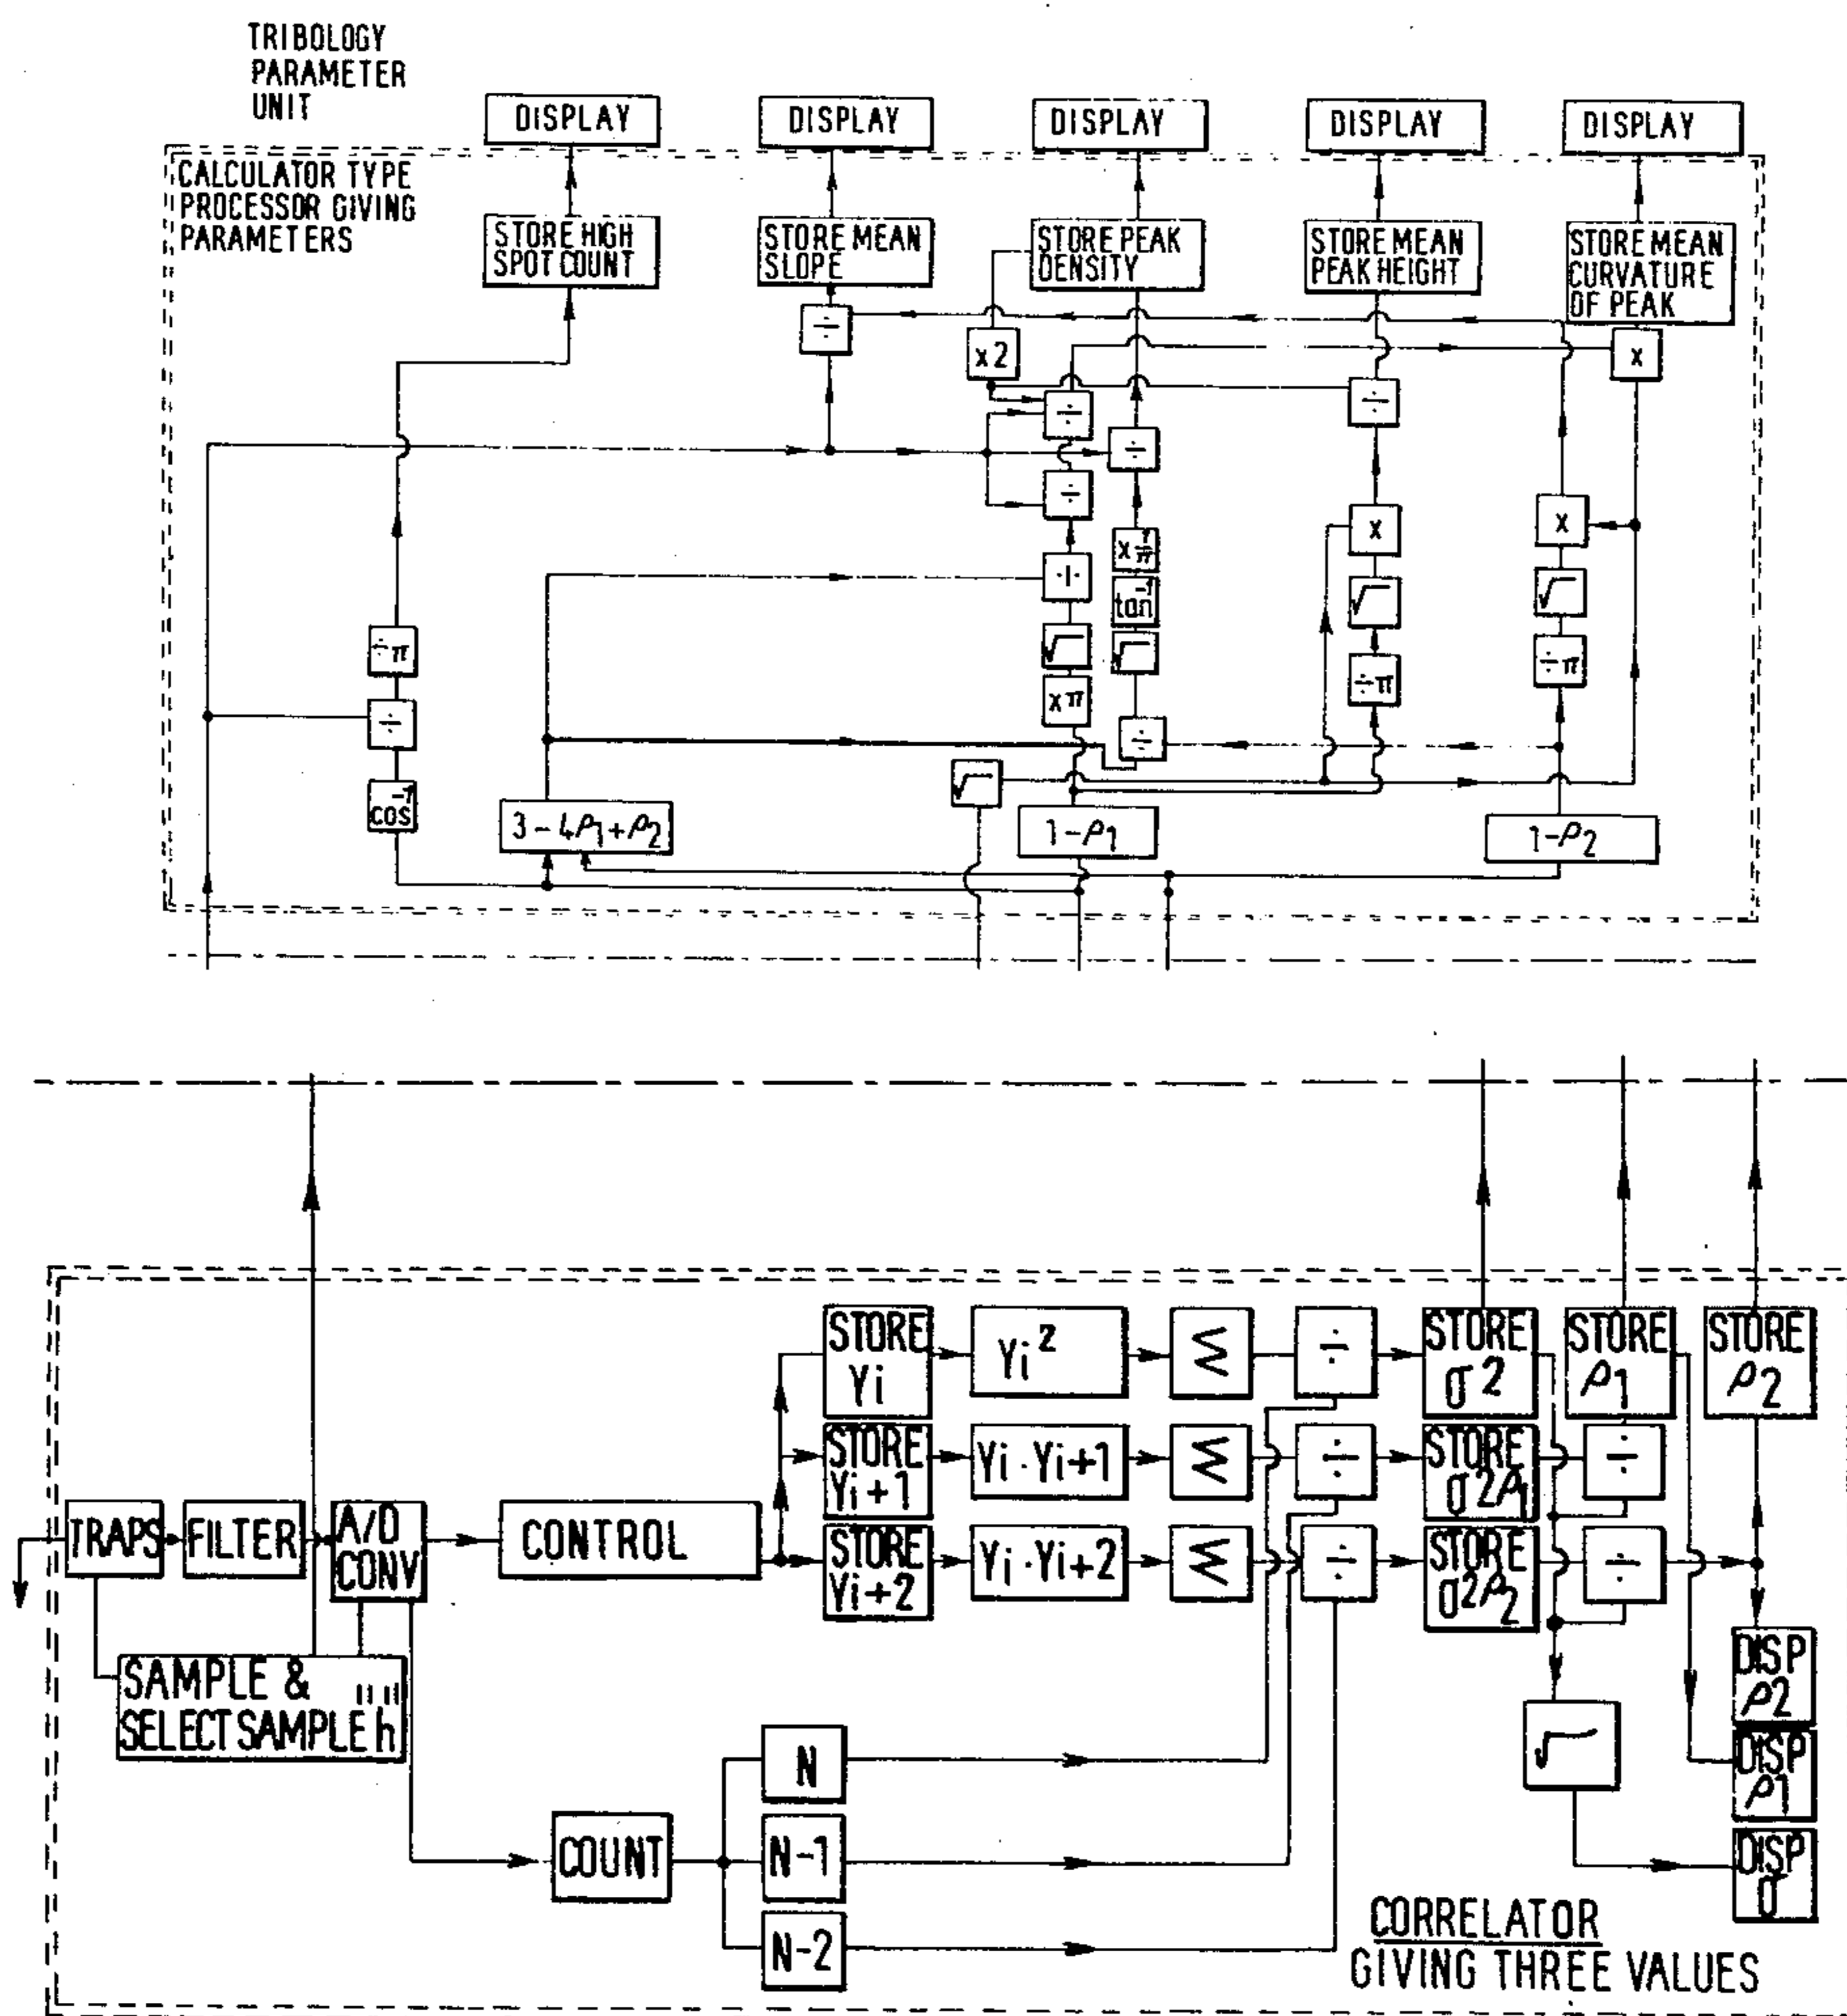 TRIBOLOGY
PARAMETER
UNIT
DISPLAY
DISPLAY
DISPLAY
DISPLAY
DISPLAY
CALCULATOR TYPE
PROCESSOR GIVING
PARAMETERS
STORE HIGH
SPOT COUNT
STORE MEAN
SLOPE
STORE PEAK
DENSITY
STORE MEAN
PEAK HEIGHT
STORE MEAN
CURVATURE
OF PEAK
÷
x2
x
÷
÷
÷
÷
x
x
x 1/π
÷
tan⁻¹
√
√
√
√
÷π
÷π
÷π
xπ
÷
÷
√
cos⁻¹
3-4ρ1+ρ2
1-ρ1
1-ρ2
STORE
Yi
Yi²
Σ
÷
STORE
σ2
STORE
ρ1
STORE
ρ2
STORE
Yi+1
Yi·Yi+1
Σ
÷
STORE
σ2ρ1
÷
TRAPS
FILTER
A/D
CONV
CONTROL
STORE
Yi+2
Yi·Yi+2
Σ
÷
STORE
σ2ρ2
÷
SAMPLE &
SELECT SAMPLE "h"
DISP
ρ2
√
DISP
ρ1
DISP
σ
N
COUNT
N-1
N-2
CORRELATOR
GIVING THREE VALUES